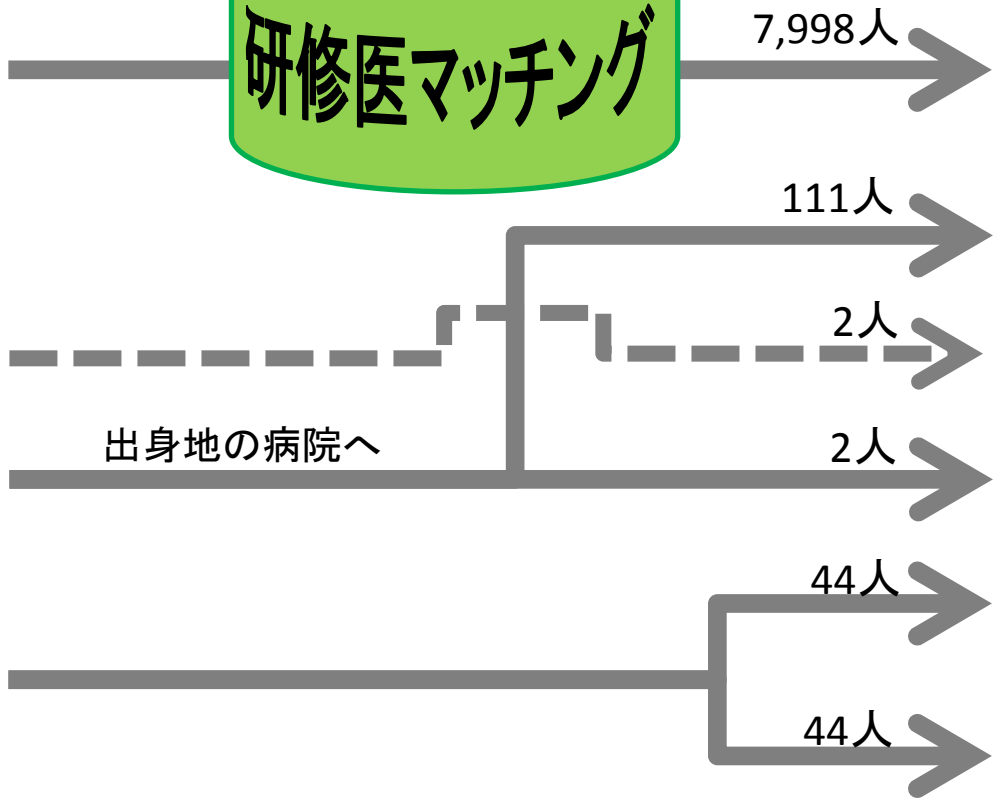 7,998人
研修医マッチング
111人
2人
出身地の病院へ
2人
44人
44人